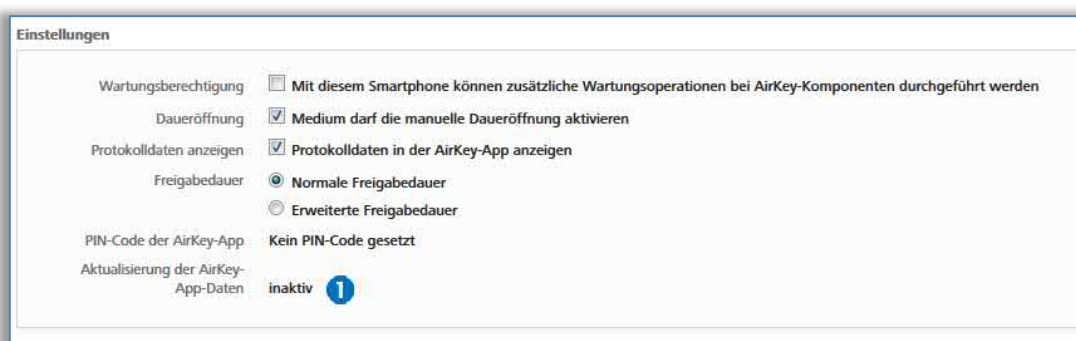 Einstellungen
Wartungsberechtigung Mit diesem Smartphone können zusätzliche Wartungsoperationen bei AirKey-Komponenten durchgeführt werden
Daueröffnung Medium darf die manuelle Daueröffnung aktivieren
Protokolldaten anzeigen Protokolldaten in der AirKey-App anzeigen
Freigabedauer Normale Freigabedauer
Erweiterte Freigabedauer
PIN-Code der AirKey-App Kein PIN-Code gesetzt
Aktualisierung der AirKey-
App-Daten inaktiv 1